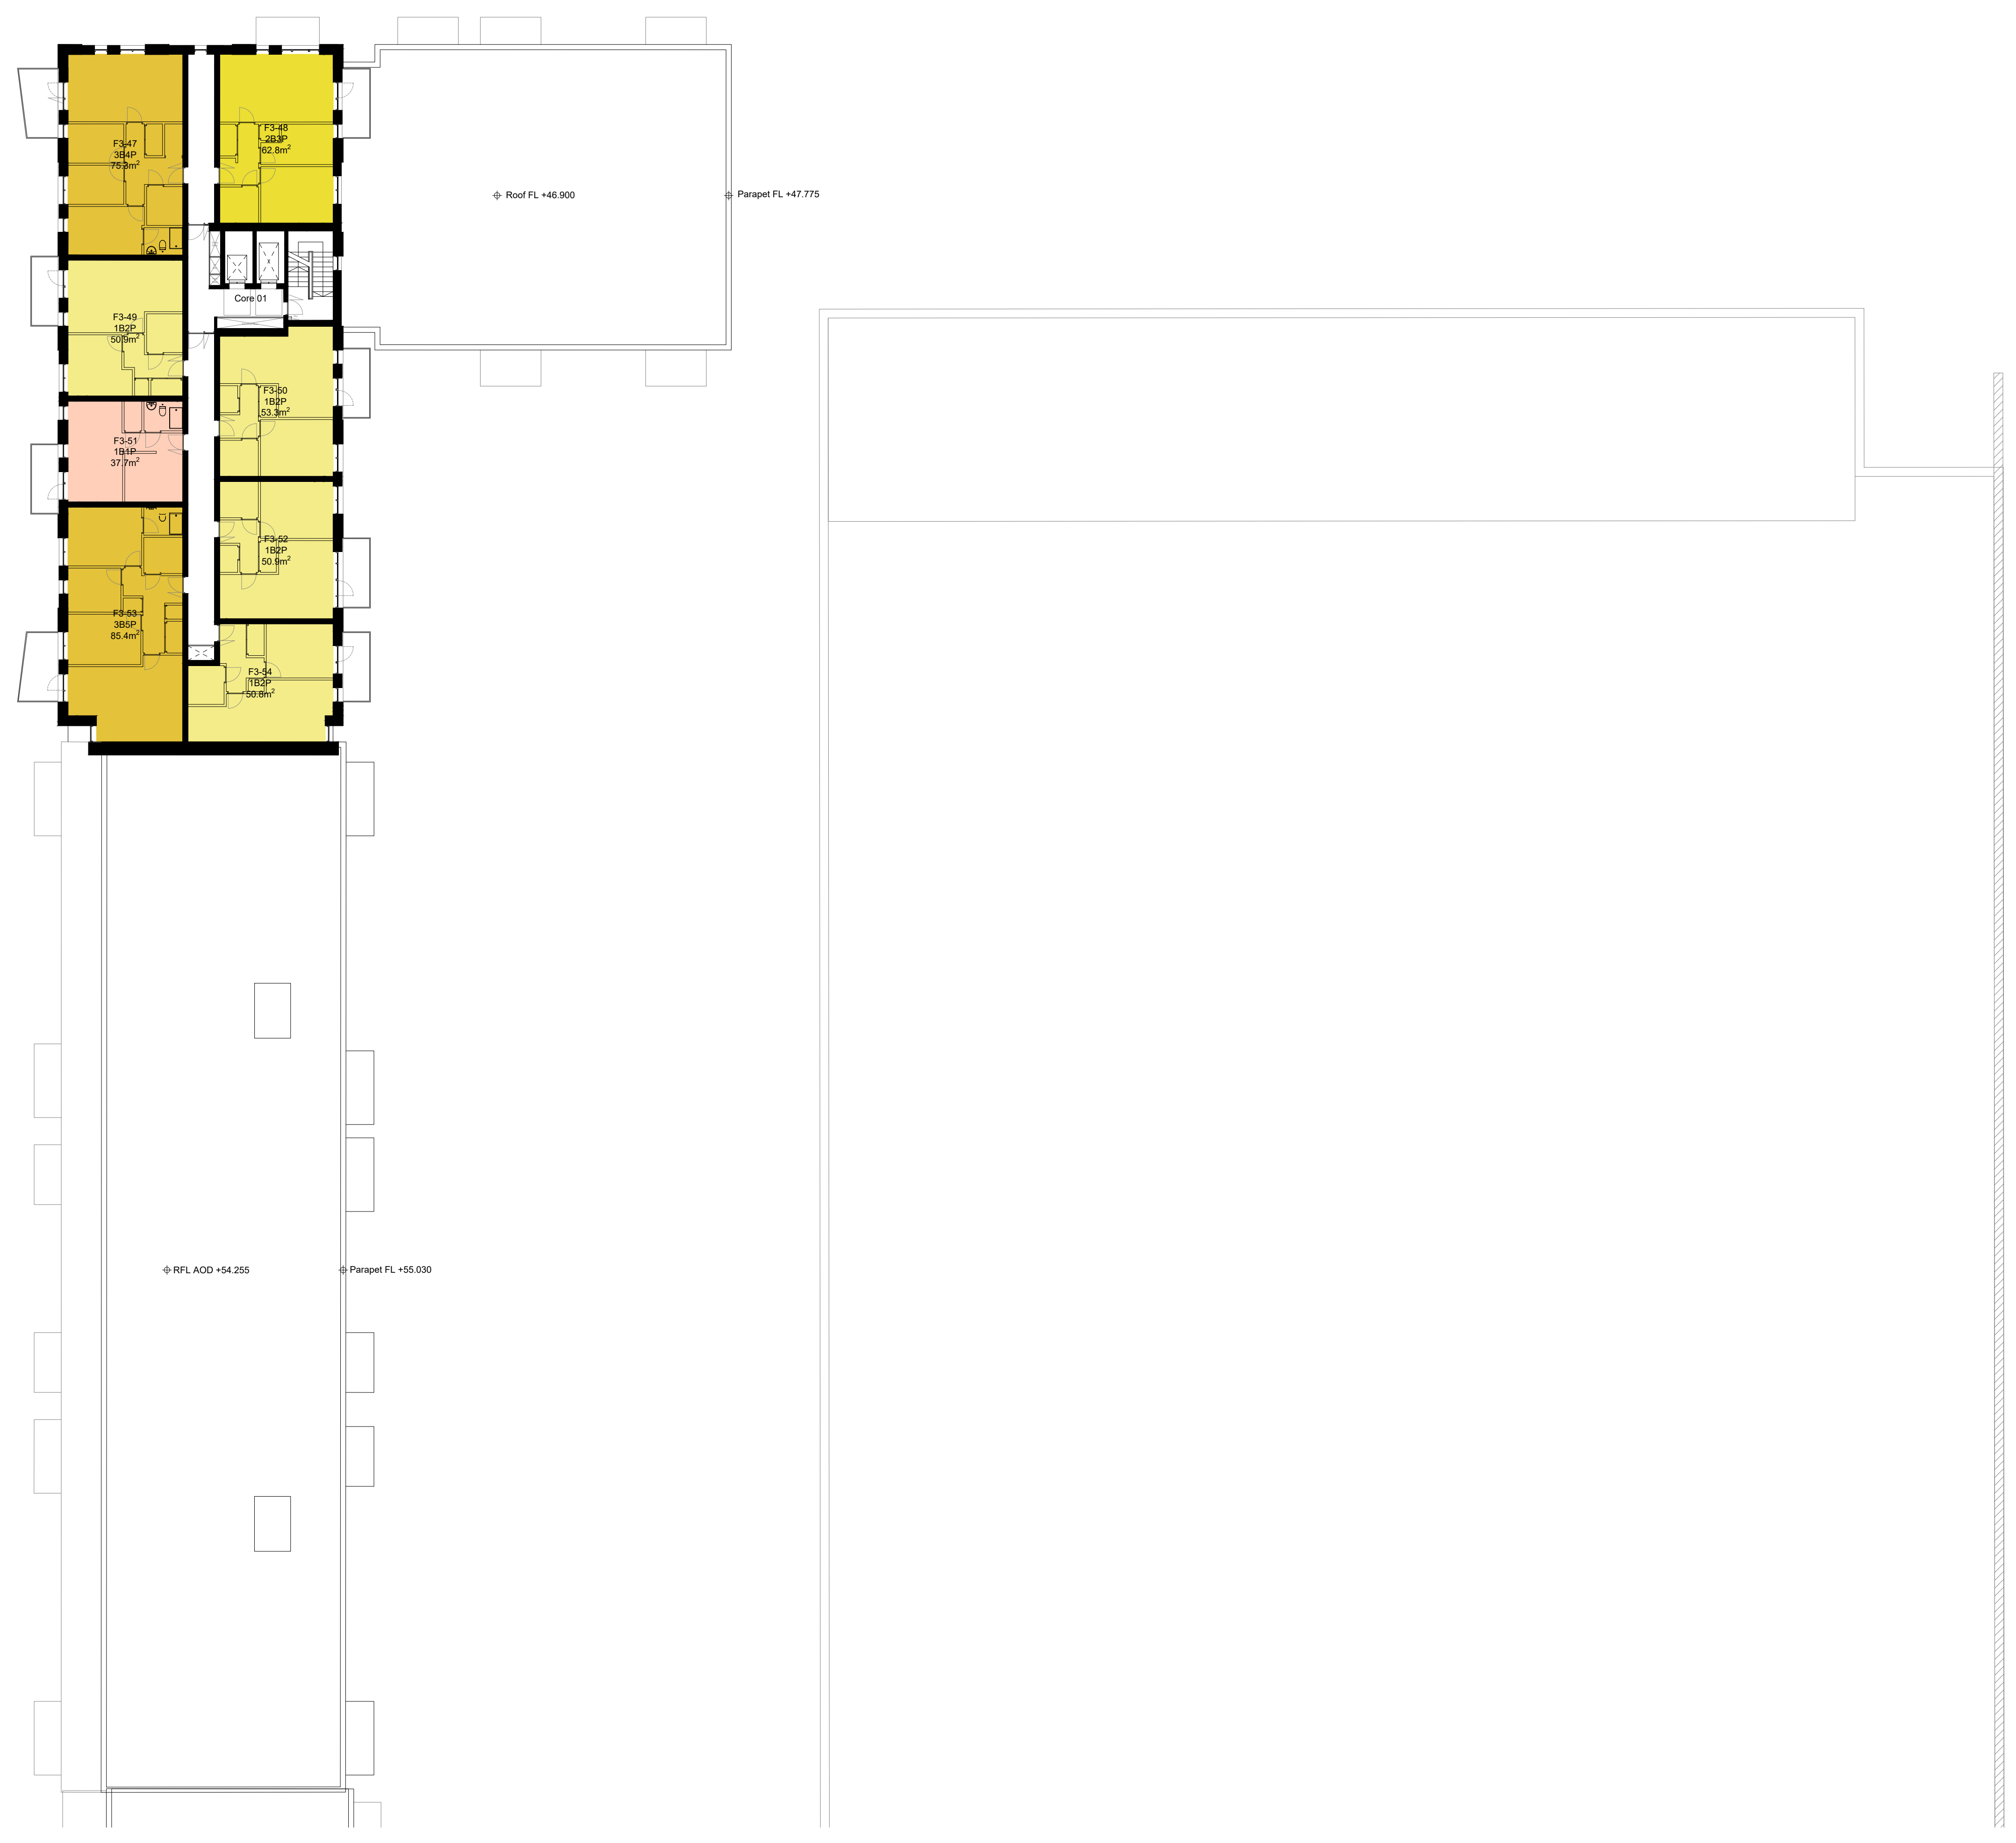 F3-47
3B4P
75.3m²
F3-48
2B3P
62.8m²
Roof FL +46.900
Parapet FL +47.775
Core 01
F3-49
1B2P
50.9m²
F3-50
1B2P
53.3m²
F3-51
1B1P
37.7m²
F3-52
1B2P
50.9m²
F3-53
3B5P
85.4m²
F3-54
1B2P
50.8m²
RFL AOD +54.255
Parapet FL +55.030